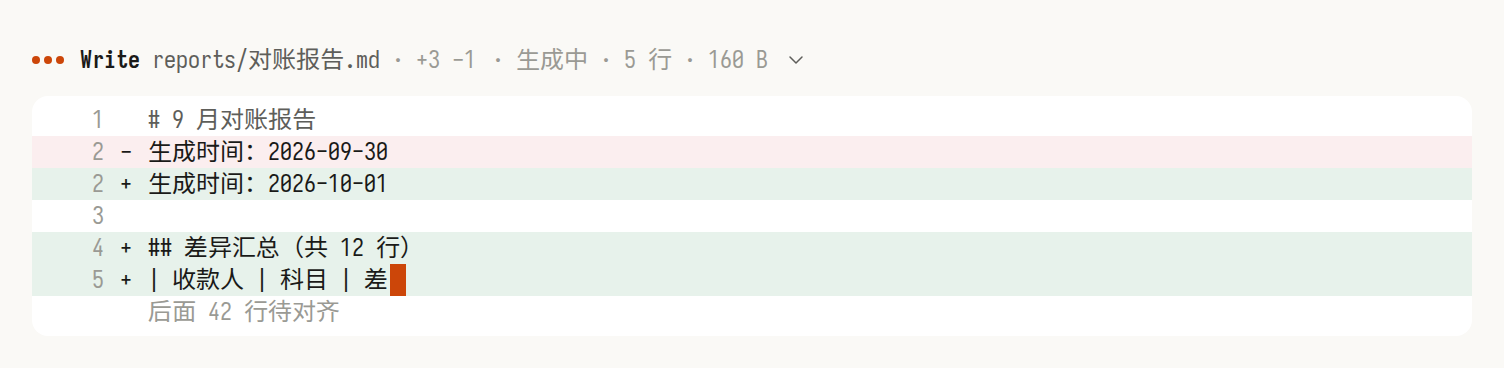 Write reports/对账报告.md · +3 -1 · 生成中 · 5 行 · 160 B
1 # 9 月对账报告
2 - 生成时间：2026-09-30
2 + 生成时间：2026-10-01
3
4 + ## 差异汇总（共 12 行）
5 + | 收款人 | 科目 | 差
后面 42 行待对齐